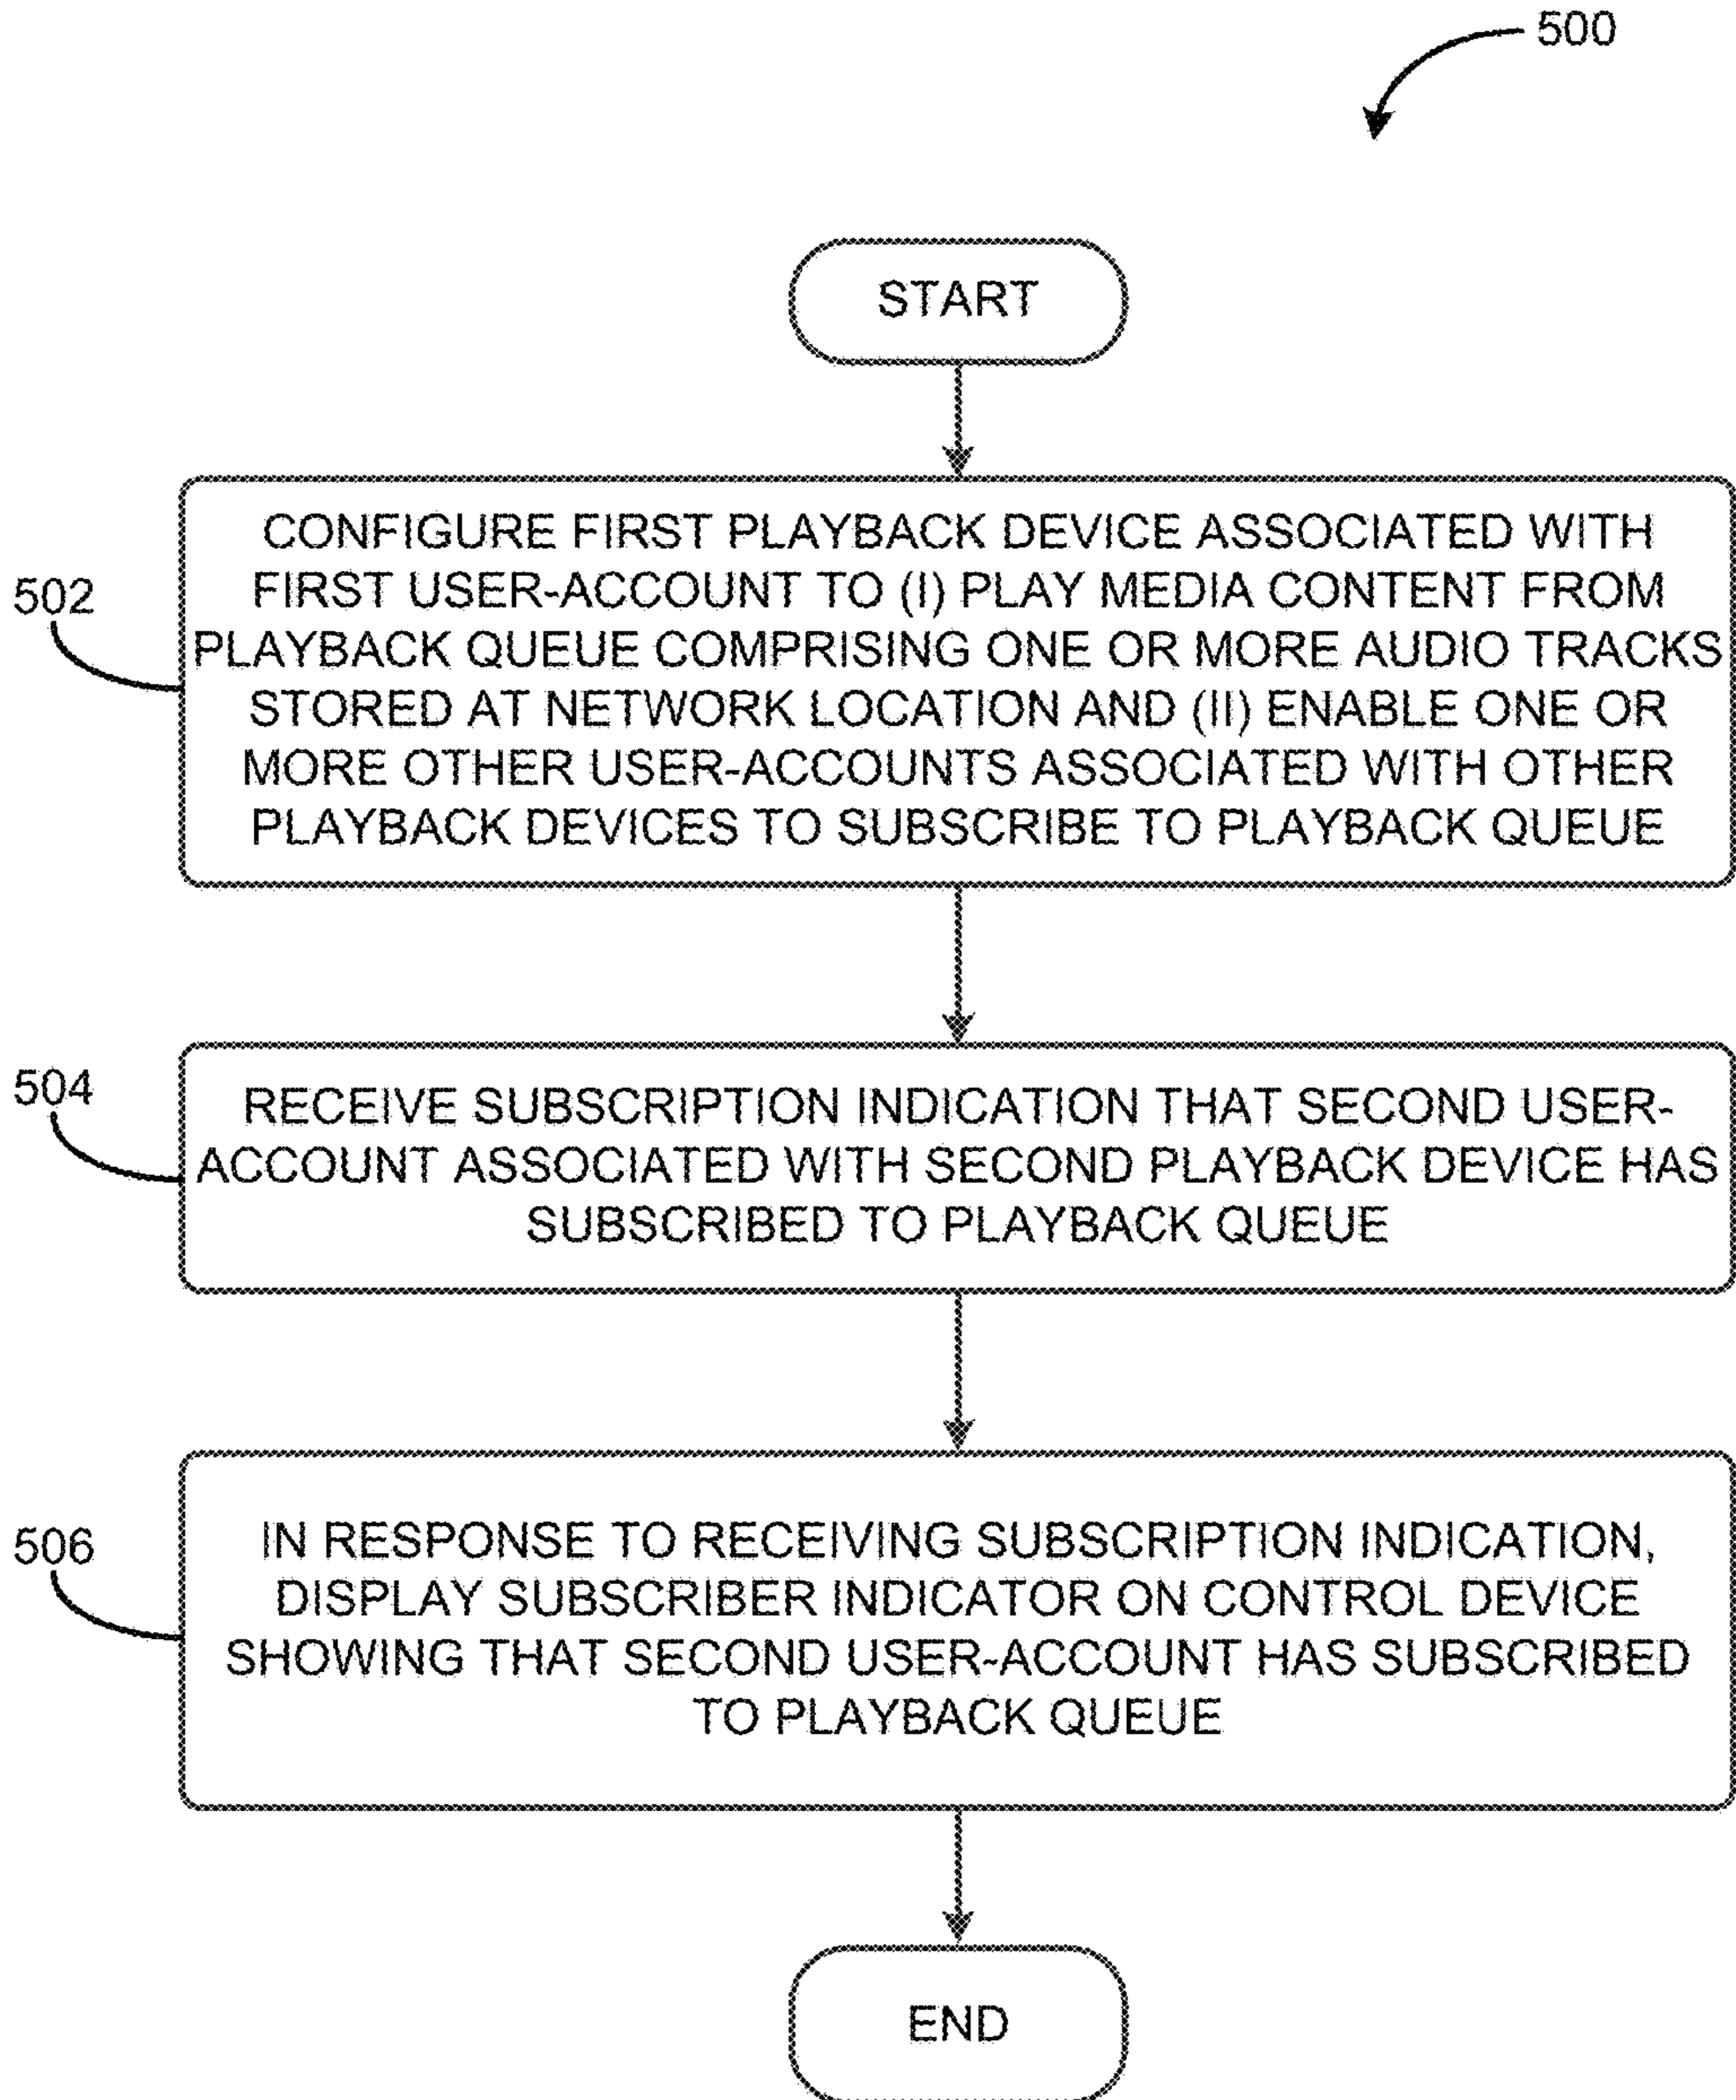 500
START
502
CONFIGURE FIRST PLAYBACK DEVICE ASSOCIATED WITH
FIRST USER-ACCOUNT TO (I) PLAY MEDIA CONTENT FROM
PLAYBACK QUEUE COMPRISING ONE OR MORE AUDIO TRACKS
STORED AT NETWORK LOCATION AND (II) ENABLE ONE OR
MORE OTHER USER-ACCOUNTS ASSOCIATED WITH OTHER
PLAYBACK DEVICES TO SUBSCRIBE TO PLAYBACK QUEUE
504
RECEIVE SUBSCRIPTION INDICATION THAT SECOND USER-
ACCOUNT ASSOCIATED WITH SECOND PLAYBACK DEVICE HAS
SUBSCRIBED TO PLAYBACK QUEUE
506
IN RESPONSE TO RECEIVING SUBSCRIPTION INDICATION,
DISPLAY SUBSCRIBER INDICATOR ON CONTROL DEVICE
SHOWING THAT SECOND USER-ACCOUNT HAS SUBSCRIBED
TO PLAYBACK QUEUE
END